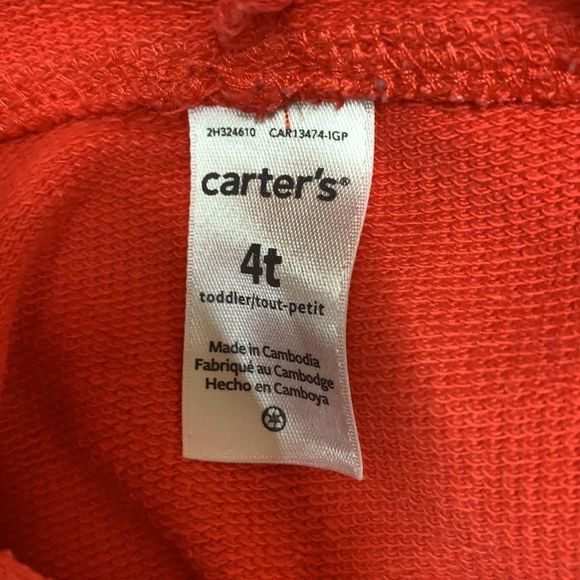 2H324610 CAR13474-IGP
carter's®
4t
toddler/tout-petit
Made in Cambodia
Fabriqué au Cambodge
Hecho en Camboya